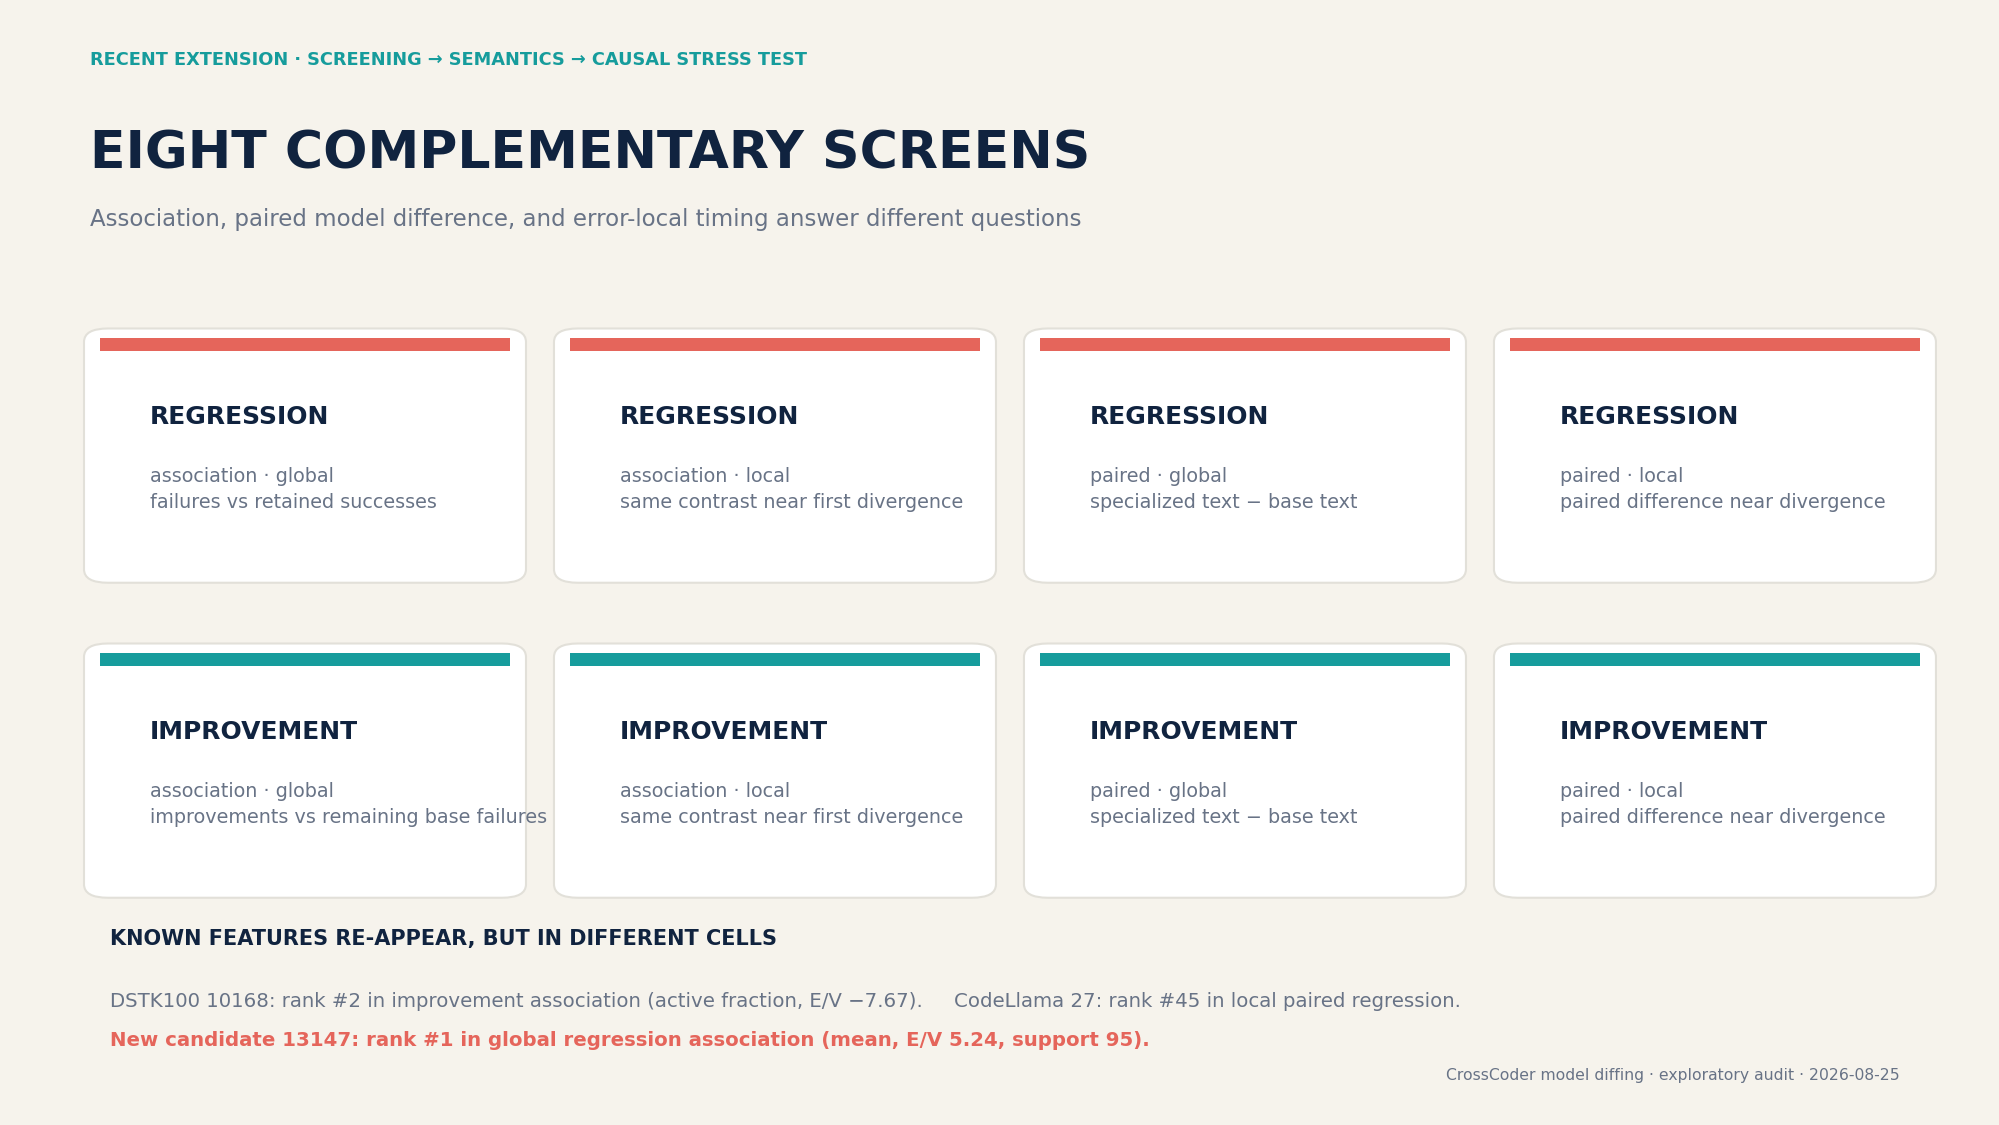 RECENT EXTENSION · SCREENING → SEMANTICS → CAUSAL STRESS TEST
EIGHT COMPLEMENTARY SCREENS
Association, paired model difference, and error-local timing answer different questions
REGRESSION
association · global
failures vs retained successes
REGRESSION
association · local
same contrast near first divergence
REGRESSION
paired · global
specialized text − base text
REGRESSION
paired · local
paired difference near divergence
IMPROVEMENT
association · global
improvements vs remaining base failures
IMPROVEMENT
association · local
same contrast near first divergence
IMPROVEMENT
paired · global
specialized text − base text
IMPROVEMENT
paired · local
paired difference near divergence
KNOWN FEATURES RE-APPEAR, BUT IN DIFFERENT CELLS
DSTK100 10168: rank #2 in improvement association (active fraction, E/V −7.67). CodeLlama 27: rank #45 in local paired regression.
New candidate 13147: rank #1 in global regression association (mean, E/V 5.24, support 95).
CrossCoder model diffing · exploratory audit · 2026-08-25